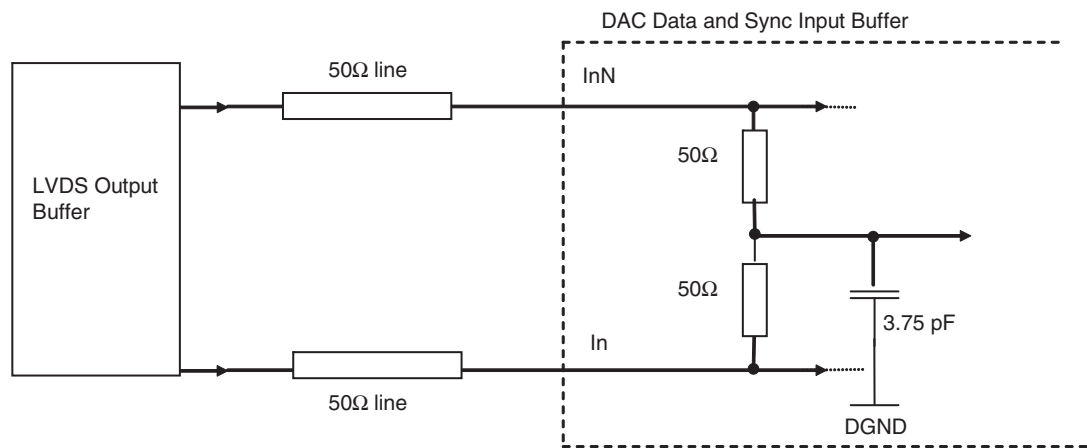 DAC Data and Sync Input Buffer
50Ω line
InN
50Ω
LVDS Output
Buffer
50Ω
3.75 pF
In
50Ω line
DGND